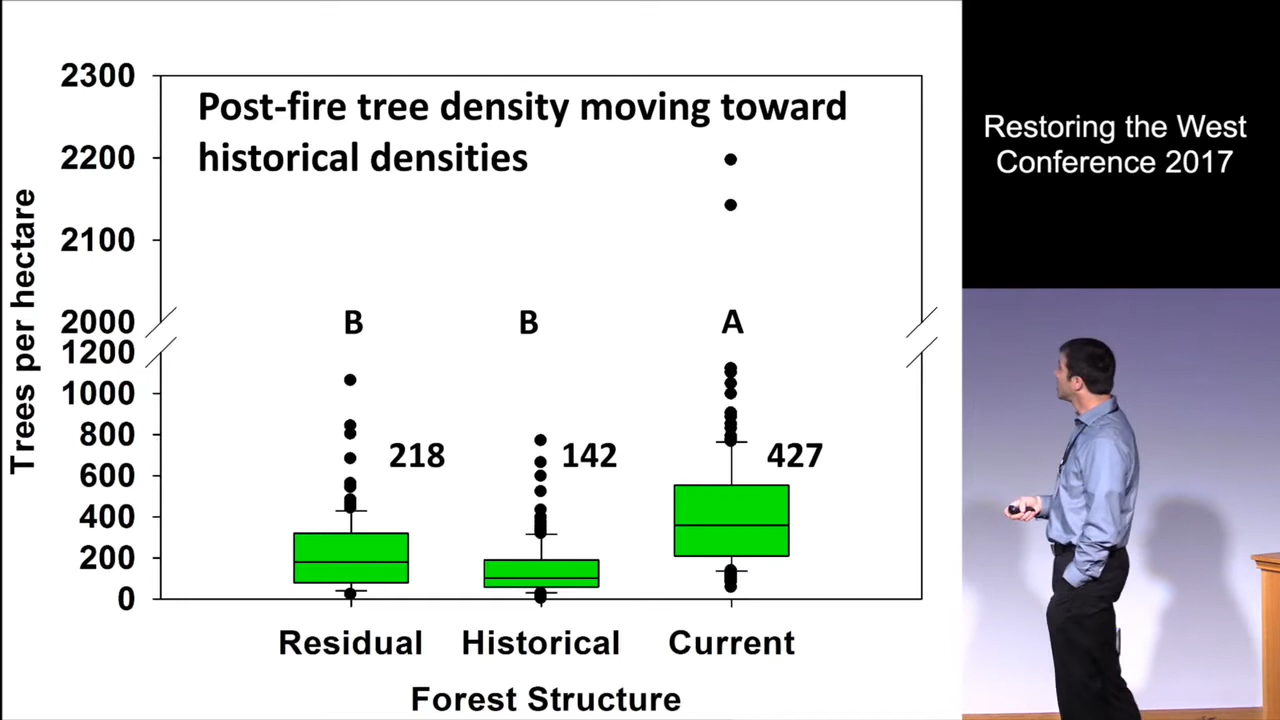 Post-fire tree density moving toward
historical densities
Trees per hectare
2300
2200
2100
2000
1200
1000
800
600
400
200
0
B
B
A
218
142
427
Residual
Historical
Current
Forest Structure
Restoring the West
Conference 2017